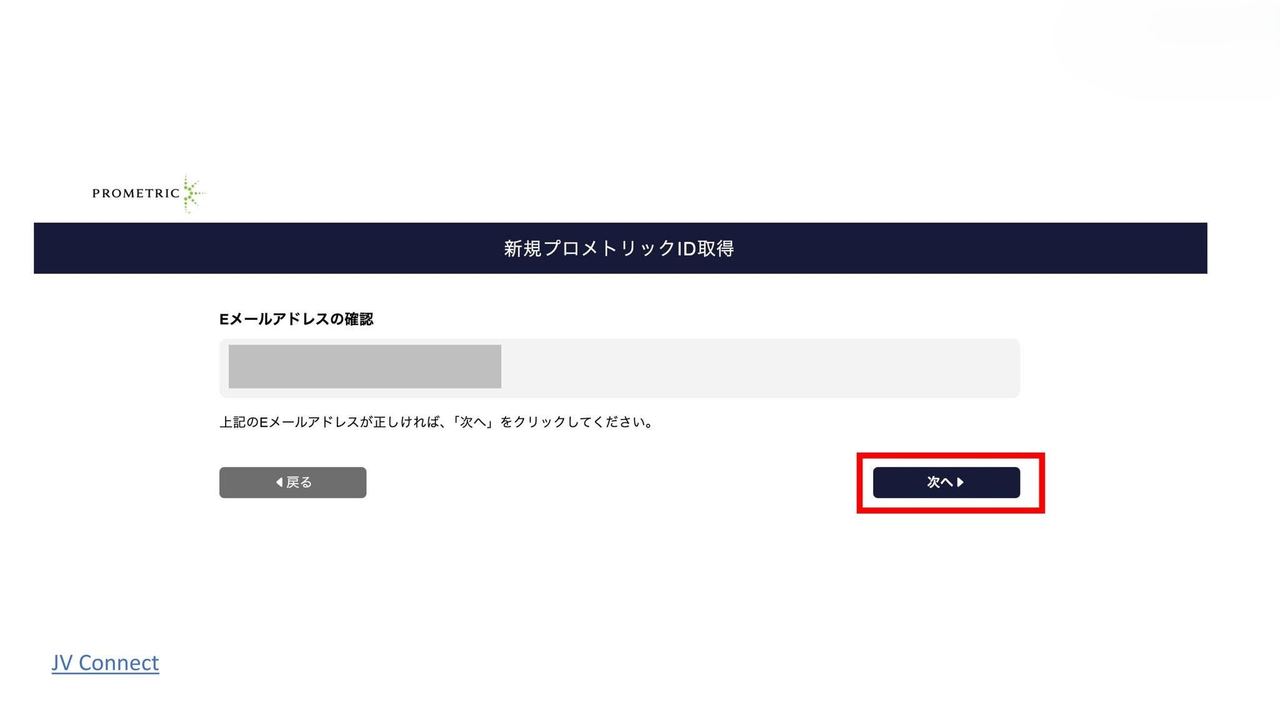 PROMETRIC
新規プロメトリックID取得
Eメールアドレスの確認
上記のEメールアドレスが正しければ、「次へ」をクリックしてください。
戻る
次へ
JV Connect